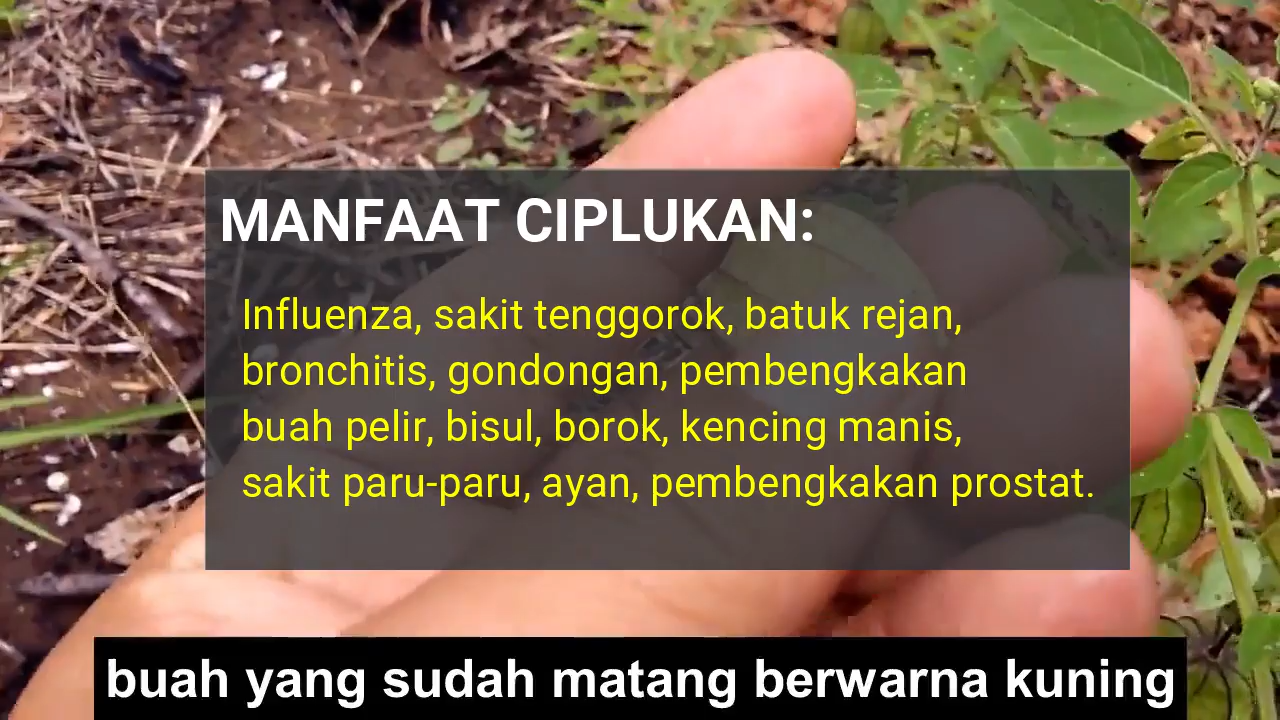 MANFAAT CIPLUKAN:
Influenza, sakit tenggorok, batuk rejan,
bronchitis, gondongan, pembengkakan
buah pelir, bisul, borok, kencing manis,
sakit paru-paru, ayan, pembengkakan prostat.
buah yang sudah matang berwarna kuning